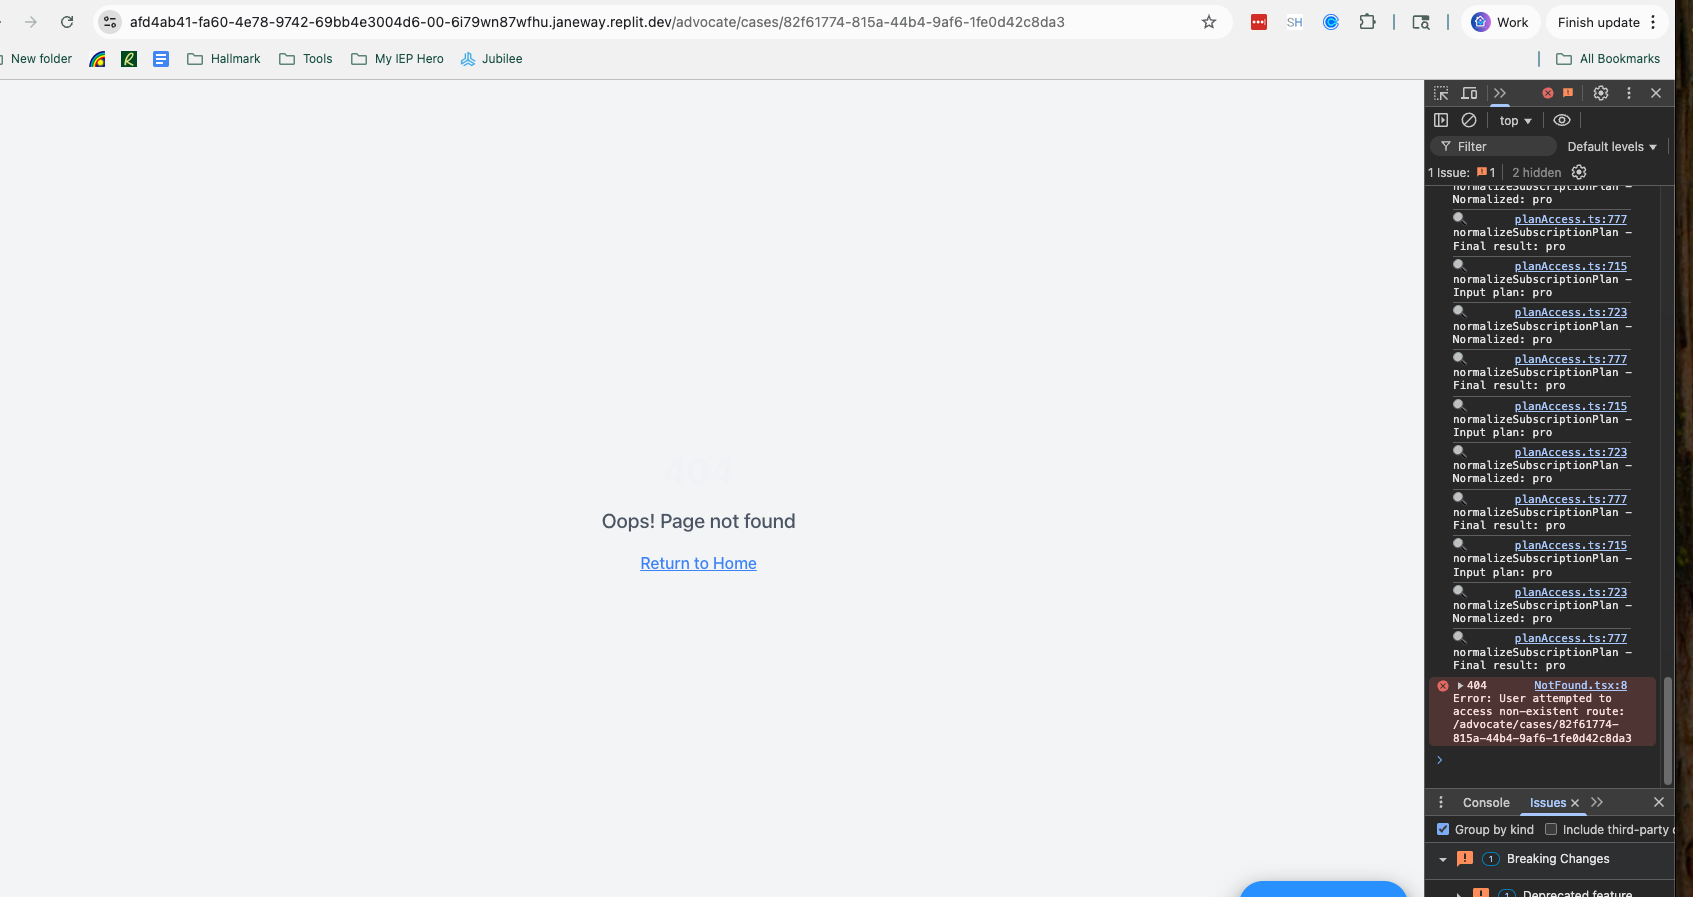 afd4ab41-fa60-4e78-9742-69bb4e3004d6-00-6i79wn87wfhu.janeway.replit.dev/advocate/cases/82f61774-815a-44b4-9af6-1fe0d42c8da3
SH
Work
Finish update
New folder
R
Hallmark
Tools
My IEP Hero
Jubilee
All Bookmarks
top
Filter
Default levels
1 Issue: 1
2 hidden
normalizeSubscriptionPlan -
Normalized: pro
planAccess.ts:777
normalizeSubscriptionPlan -
Final result: pro
planAccess.ts:715
normalizeSubscriptionPlan -
Input plan: pro
planAccess.ts:723
normalizeSubscriptionPlan -
Normalized: pro
planAccess.ts:777
normalizeSubscriptionPlan -
Final result: pro
planAccess.ts:715
normalizeSubscriptionPlan -
Input plan: pro
planAccess.ts:723
normalizeSubscriptionPlan -
Normalized: pro
planAccess.ts:777
normalizeSubscriptionPlan -
Final result: pro
planAccess.ts:715
normalizeSubscriptionPlan -
Input plan: pro
planAccess.ts:723
normalizeSubscriptionPlan -
Normalized: pro
planAccess.ts:777
normalizeSubscriptionPlan -
Final result: pro
404 NotFound.tsx:8
Error: User attempted to
access non-existent route:
/advocate/cases/82f61774-
815a-44b4-9af6-1fe0d42c8da3
404
Oops! Page not found
Return to Home
Console
Issues
Group by kind
Include third-party
1 Breaking Changes
1 Deprecated feature